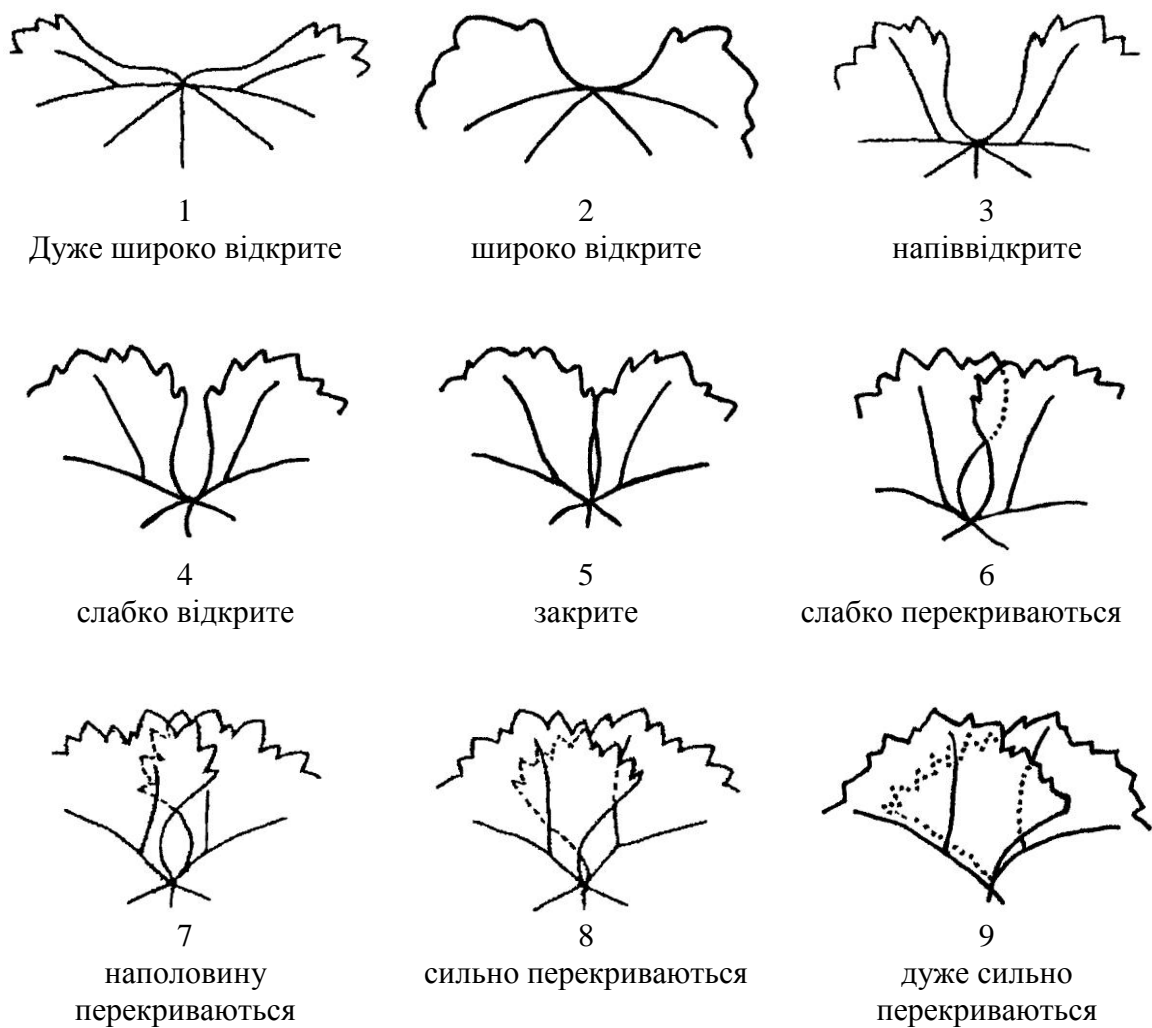 1
Дуже широко відкрите
2
широко відкрите
3
напіввідкрите
4
слабко відкрите
5
закрите
6
слабко перекриваються
7
наполовину
перекриваються
8
сильно перекриваються
9
дуже сильно
перекриваються